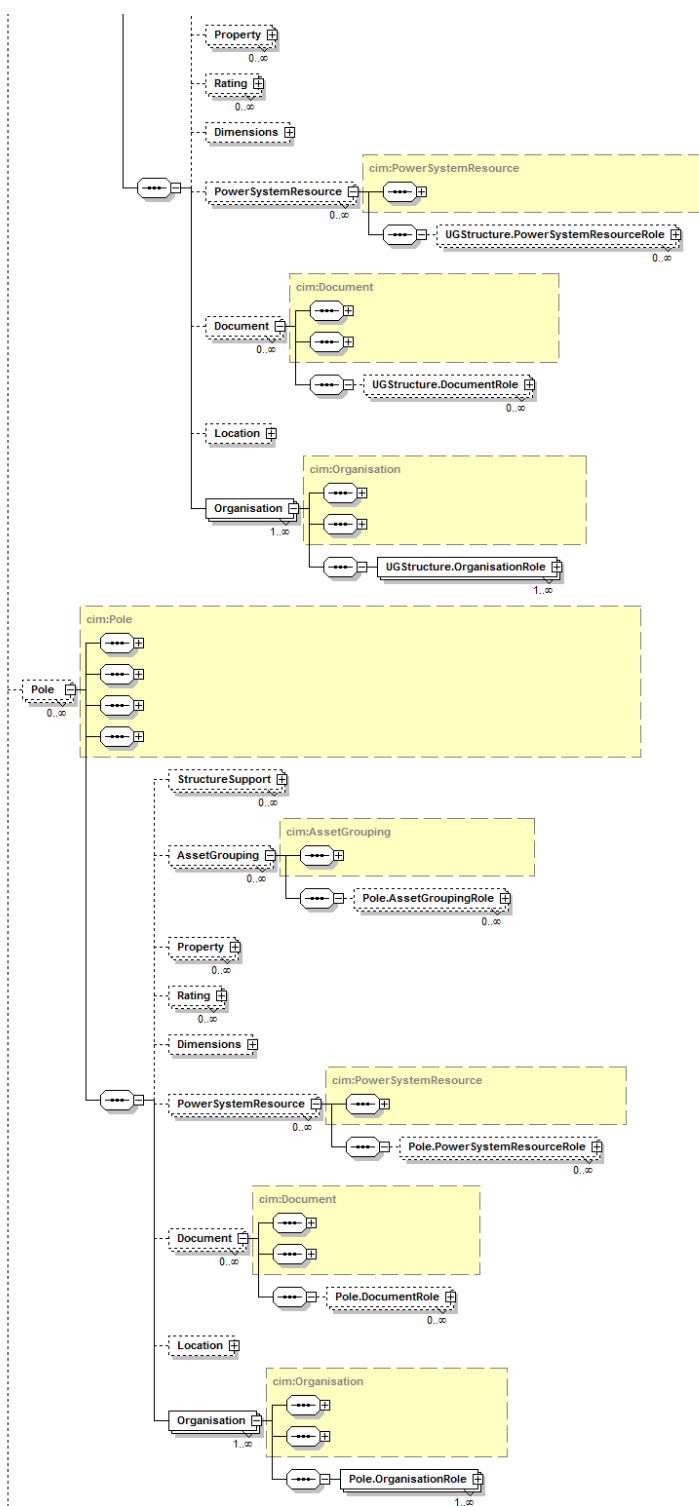 Property
0..∞
Rating
0..∞
Dimensions
cim:PowerSystemResource
PowerSystemResource
0..∞
UGStructure.PowerSystemResourceRole
0..∞
cim:Document
Document
0..∞
UGStructure.DocumentRole
0..∞
Location
cim:Organisation
Organisation
1..∞
UGStructure.OrganisationRole
1..∞
cim:Pole
Pole
0..∞
StructureSupport
0..∞
cim:AssetGrouping
AssetGrouping
0..∞
Pole.AssetGroupingRole
0..∞
Property
0..∞
Rating
0..∞
Dimensions
cim:PowerSystemResource
PowerSystemResource
0..∞
Pole.PowerSystemResourceRole
0..∞
cim:Document
Document
0..∞
Pole.DocumentRole
0..∞
Location
cim:Organisation
Organisation
1..∞
Pole.OrganisationRole
1..∞